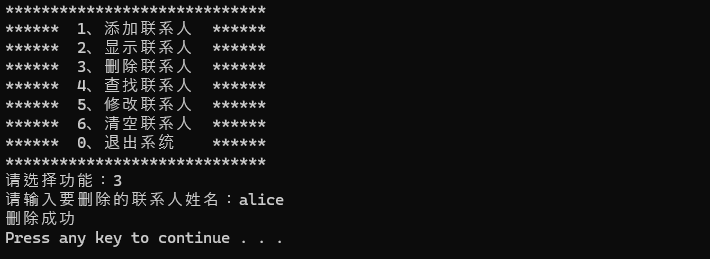 *****************************
******  1、添加联系人  ******
******  2、显示联系人  ******
******  3、删除联系人  ******
******  4、查找联系人  ******
******  5、修改联系人  ******
******  6、清空联系人  ******
******  0、退出系统    ******
*****************************
请选择功能：3
请输入要删除的联系人姓名：alice
删除成功
Press any key to continue . . .